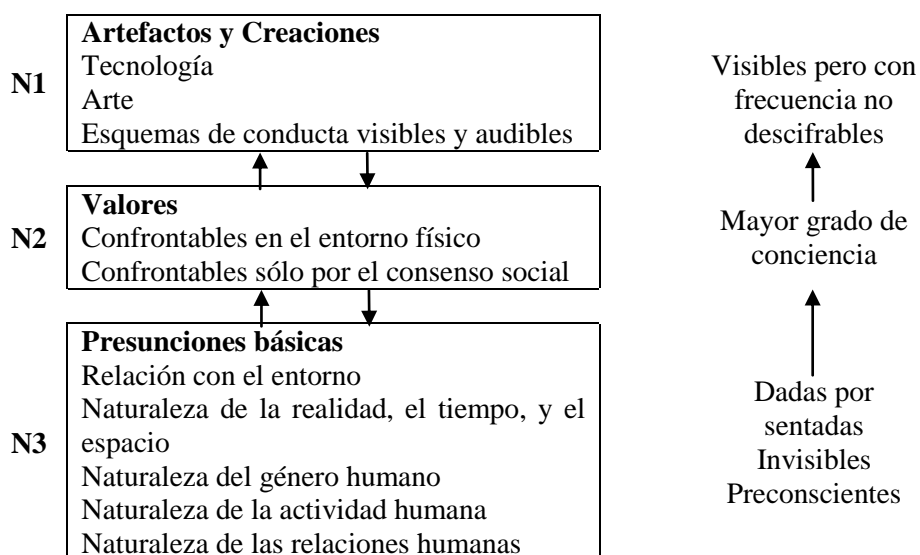 N1
Artefactos y Creaciones
Tecnología
Arte
Esquemas de conducta visibles y audibles
Visibles pero con
frecuencia no
descifrables
N2
Valores
Confrontables en el entorno físico
Confrontables sólo por el consenso social
Mayor grado de
conciencia
N3
Presunciones básicas
Relación con el entorno
Naturaleza de la realidad, el tiempo, y el
espacio
Naturaleza del género humano
Naturaleza de la actividad humana
Naturaleza de las relaciones humanas
Dadas por
sentadas
Invisibles
Preconscientes